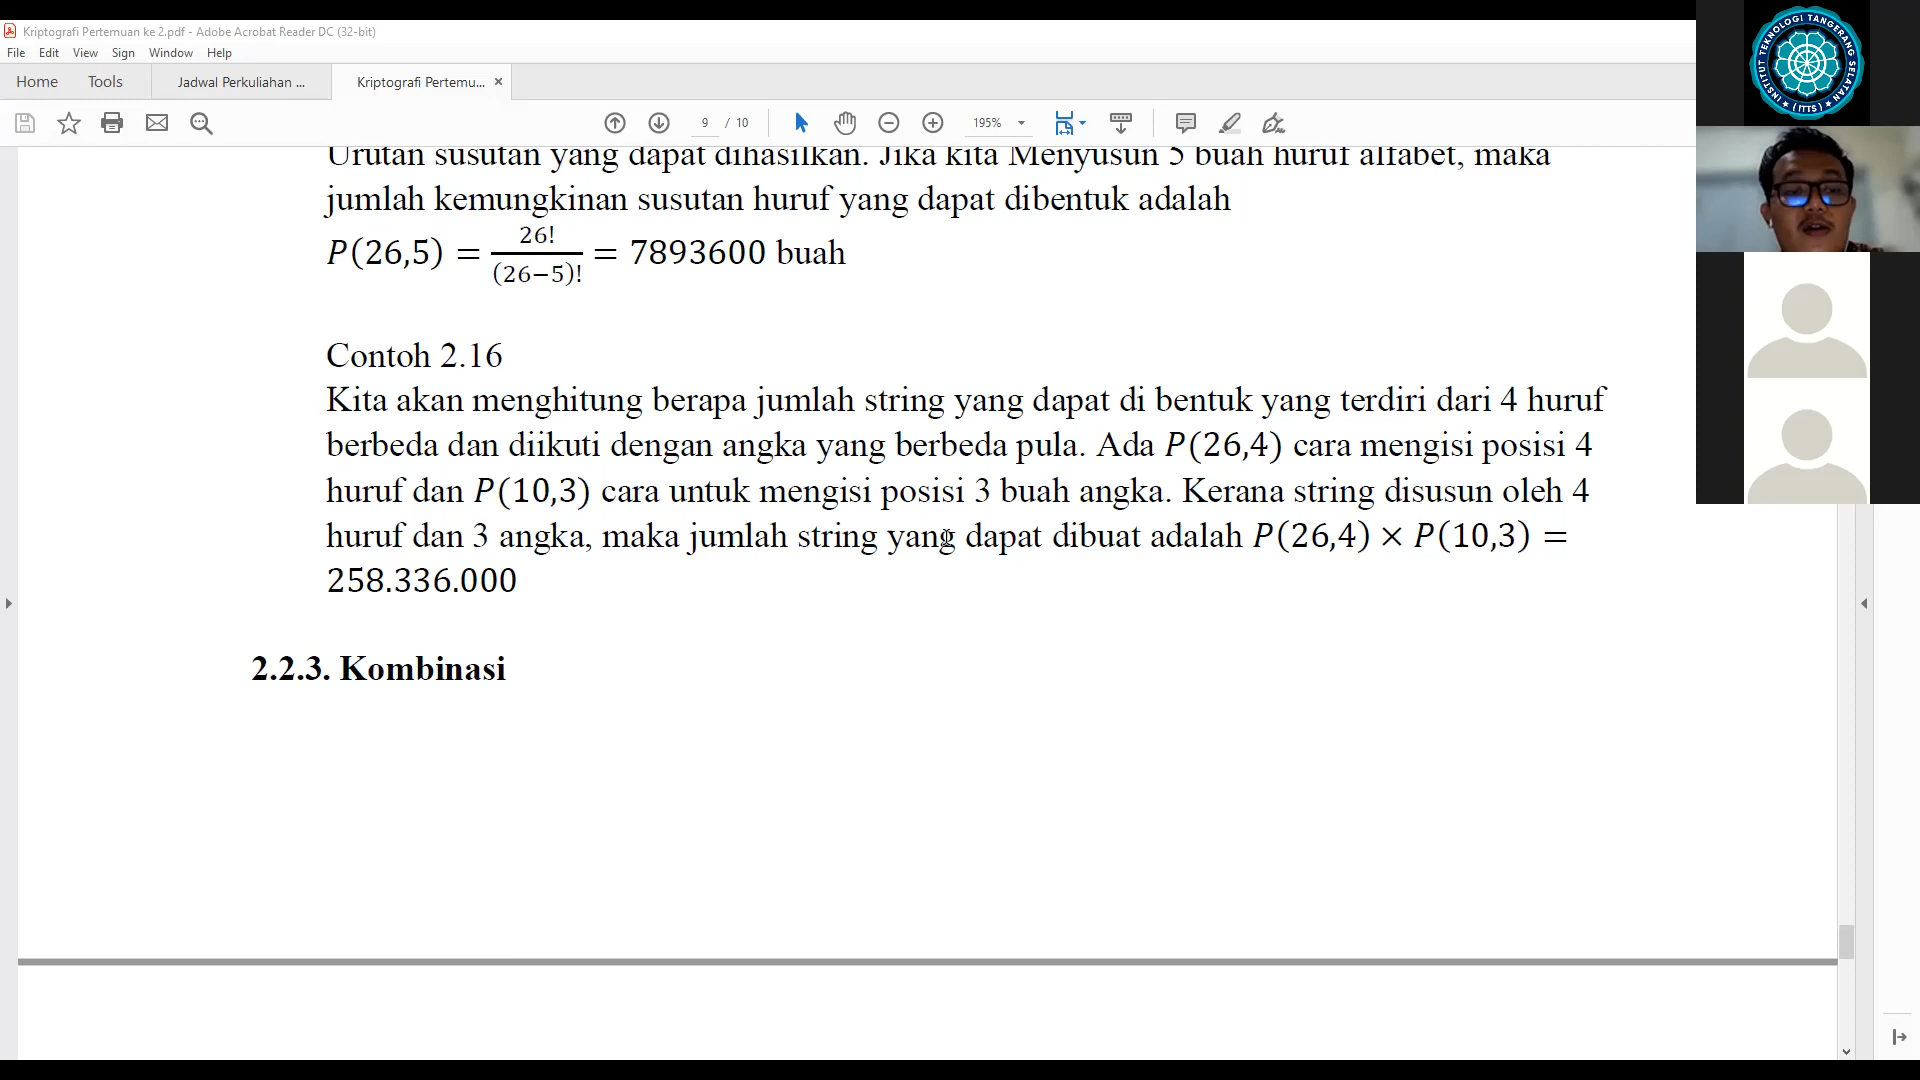 Kriptografi Pertemuan ke 2.pdf - Adobe Acrobat Reader DC (32-bit)
File Edit View Sign Window Help
Home Tools Jadwal Perkuliahan ... Kriptografi Pertemu... ×
9 / 10 195%
Urutan susutan yang dapat dihasilkan. Jika kita Menyusun 5 buah huruf alfabet, maka
jumlah kemungkinan susutan huruf yang dapat dibentuk adalah
P(26,5) = 26!/(26−5)! = 7893600 buah
Contoh 2.16
Kita akan menghitung berapa jumlah string yang dapat di bentuk yang terdiri dari 4 huruf
berbeda dan diikuti dengan angka yang berbeda pula. Ada P(26,4) cara mengisi posisi 4
huruf dan P(10,3) cara untuk mengisi posisi 3 buah angka. Kerana string disusun oleh 4
huruf dan 3 angka, maka jumlah string yang dapat dibuat adalah P(26,4) × P(10,3) =
258.336.000
2.2.3. Kombinasi
INSTITUT TEKNOLOGI TANGERANG SELATAN
(ITTS)